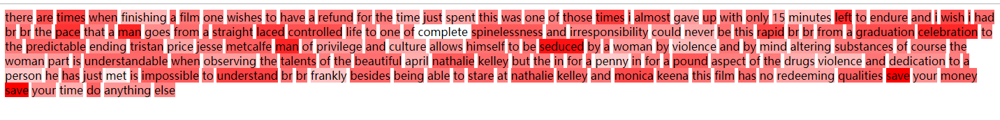 there are times when finishing a film one wishes to have a refund for the time just spent this was one of those times i almost gave up with only 15 minutes left to endure and i wish i had
br br the pace that a man goes from a straight laced controlled life to one of complete spinelessness and irresponsibility could never be this rapid br br from a graduation celebration to
the predictable ending tristan price jesse metcalfe man of privilege and culture allows himself to be seduced by a woman by violence and by mind altering substances of course the
woman part is understandable when observing the talents of the beautiful april nathalie kelley but the in for a penny in for a pound aspect of the drugs violence and dedication to a
person he has just met is impossible to understand br br frankly besides being able to stare at nathalie kelley and monica keena this film has no redeeming qualities save your money
save your time do anything else